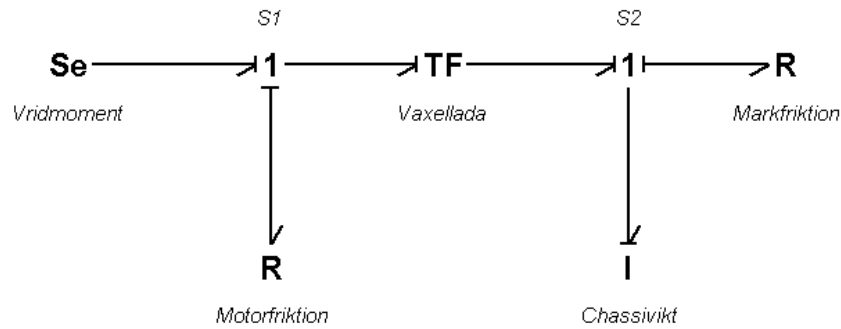 S1 S2
Se 1 TF 1 R
Vridmoment Vaxellada Markfriktion
R I
Motorfriktion Chassivikt